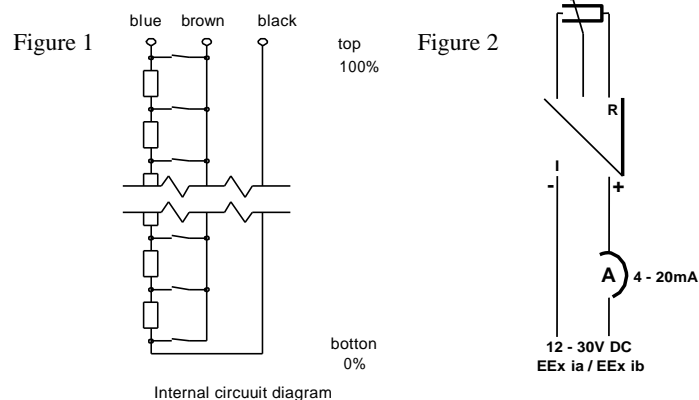 Figure 1
blue brown black
top
100%
botton
0%
Internal circuuit diagram
Figure 2
R
I
- +
A 4 - 20mA
12 - 30V DC
EEx ia / EEx ib